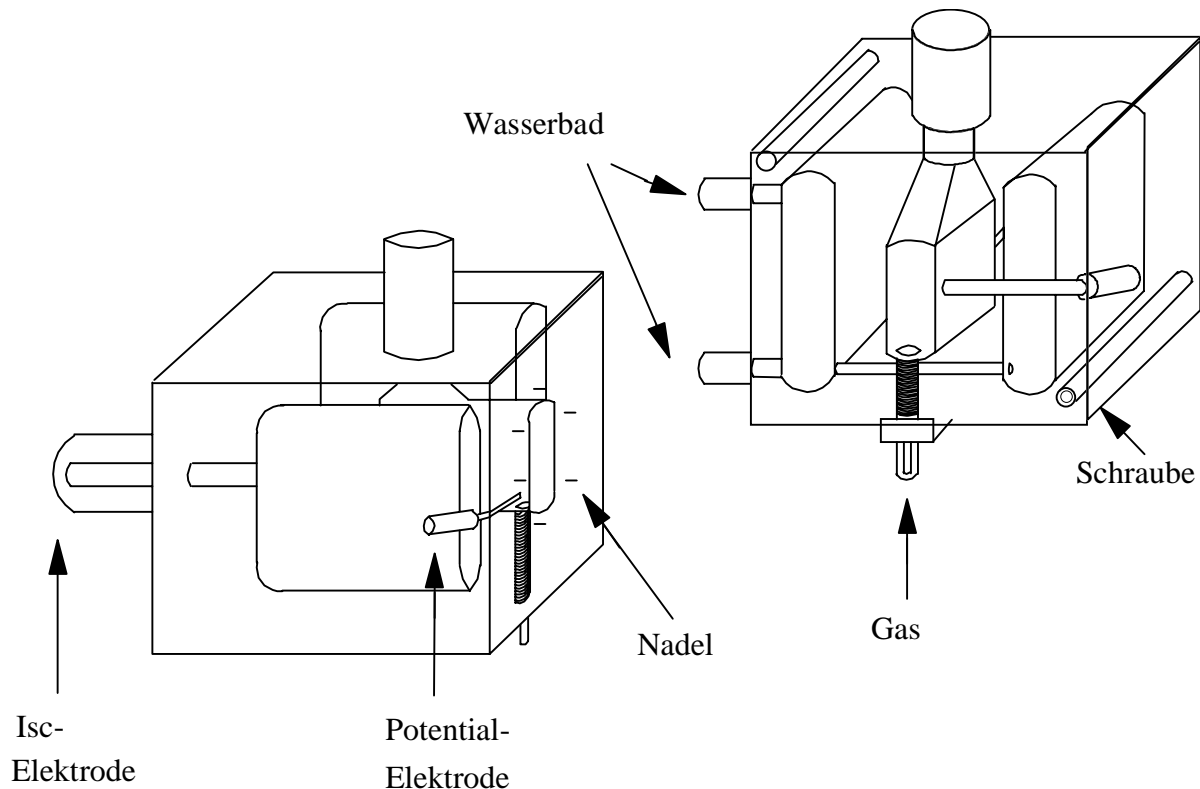 Wasserbad
Schraube
Gas
Nadel
Isc-
Elektrode
Potential-
Elektrode